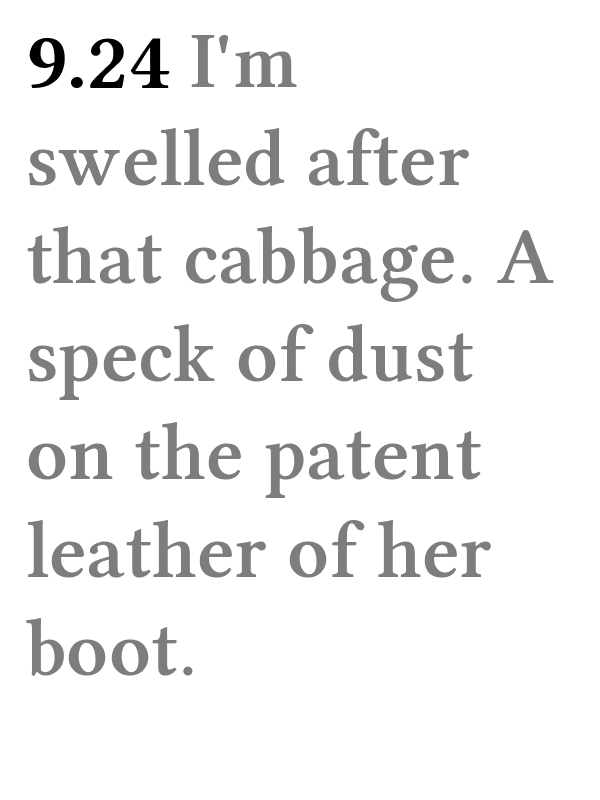 9.24 I'm
swelled after
that cabbage. A
speck of dust
on the patent
leather of her
boot.